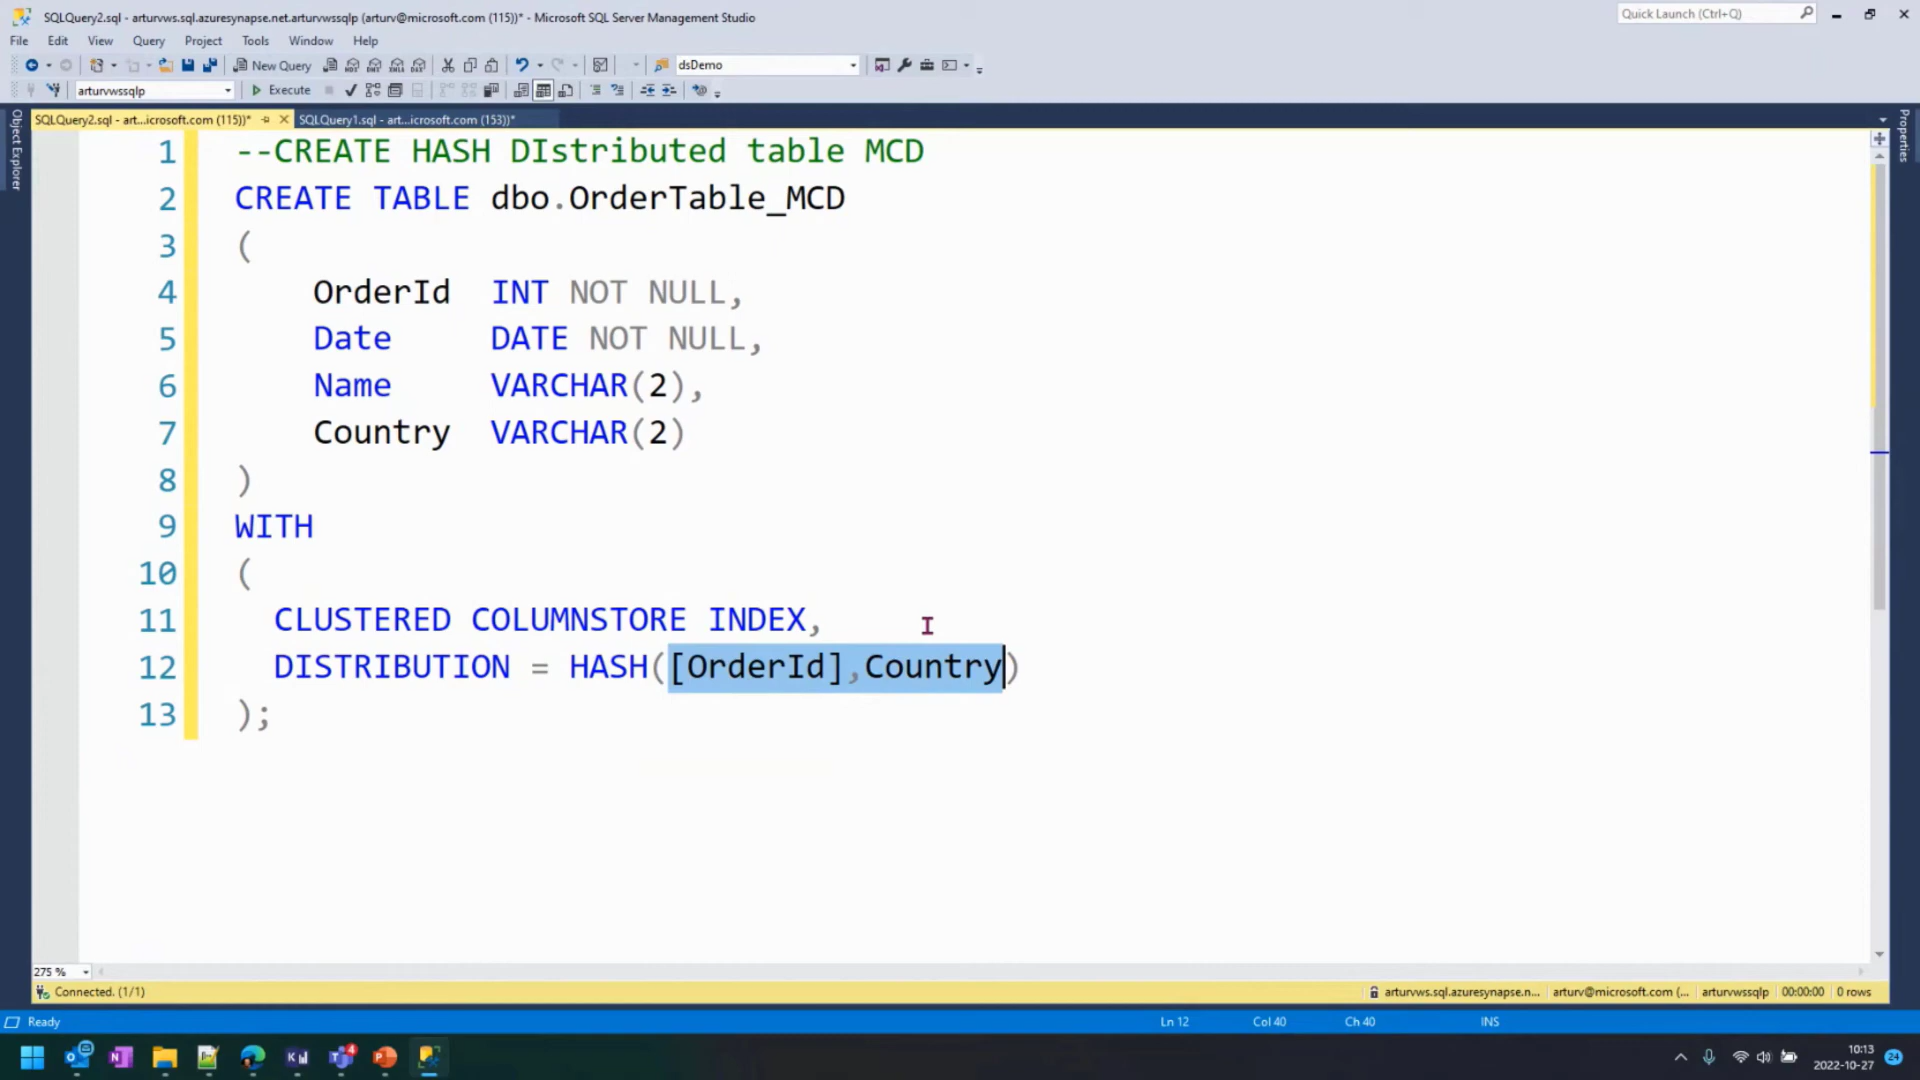 SQLQuery2.sql - arturvws.sql.azuresynapse.net.arturvwssqlp (arturv@microsoft.com (115))* - Microsoft SQL Server Management Studio
Quick Launch (Ctrl+Q)
File Edit View Query Project Tools Window Help
New Query
dsDemo
arturvwssqlp
Execute
SQLQuery2.sql - art...icrosoft.com (115))*
SQLQuery1.sql - art...icrosoft.com (153))*
Object Explorer
Properties
1 --CREATE HASH DIstributed table MCD
2 CREATE TABLE dbo.OrderTable_MCD
3 (
4 OrderId INT NOT NULL,
5 Date DATE NOT NULL,
6 Name VARCHAR(2),
7 Country VARCHAR(2)
8 )
9 WITH
10 (
11 CLUSTERED COLUMNSTORE INDEX,
12 DISTRIBUTION = HASH([OrderId],Country)
13 );
275 %
Connected. (1/1)
arturvws.sql.azuresynapse.n... arturv@microsoft.com (... arturvwssqlp 00:00:00 0 rows
Ready
Ln 12 Col 40 Ch 40 INS
10:13
2022-10-27
24